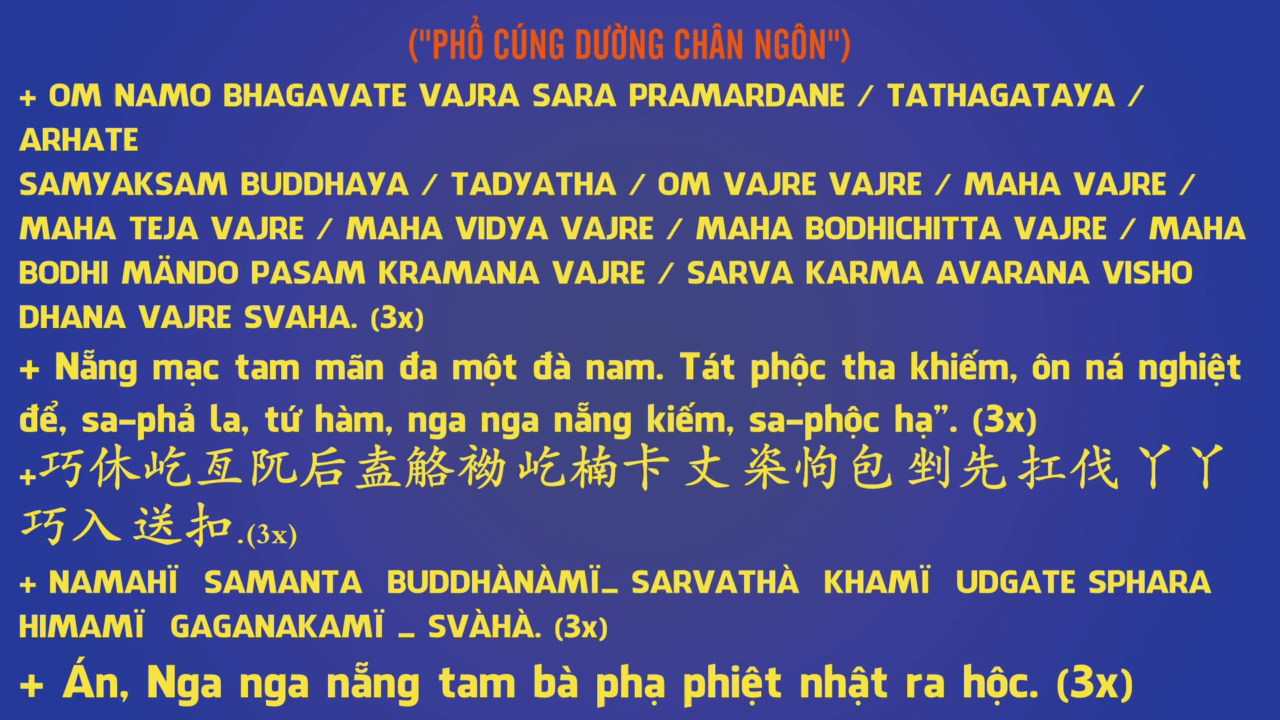 ("PHỔ CÚNG DƯỜNG CHÂN NGÔN")
+ OM NAMO BHAGAVATE VAJRA SARA PRAMARDANE / TATHAGATAYA /
ARHATE
SAMYAKSAM BUDDHAYA / TADYATHA / OM VAJRE VAJRE / MAHA VAJRE /
MAHA TEJA VAJRE / MAHA VIDYA VAJRE / MAHA BODHICHITTA VAJRE / MAHA
BODHI MÄNDO PASAM KRAMANA VAJRE / SARVA KARMA AVARANA VISHO
DHANA VAJRE SVAHA. (3x)
+ Nẵng mạc tam mãn đa một đà nam. Tát phộc tha khiếm, ôn ná nghiệt
để, sa-phả la, tứ hàm, nga nga nẵng kiếm, sa-phộc hạ”. (3x)
+巧休屹亙阢后盍觡袎屹楠卡丈楶怐包剉先扛伐丫丫
巧入送扣.(3x)
+ NAMAHÏ SAMANTA BUDDHÀNÀMÏ_ SARVATHÀ KHAMÏ UDGATE SPHARA
HIMAMÏ GAGANAKAMÏ _ SVÀHÀ. (3x)
+ Án, Nga nga nẵng tam bà phạ phiệt nhật ra hộc. (3x)